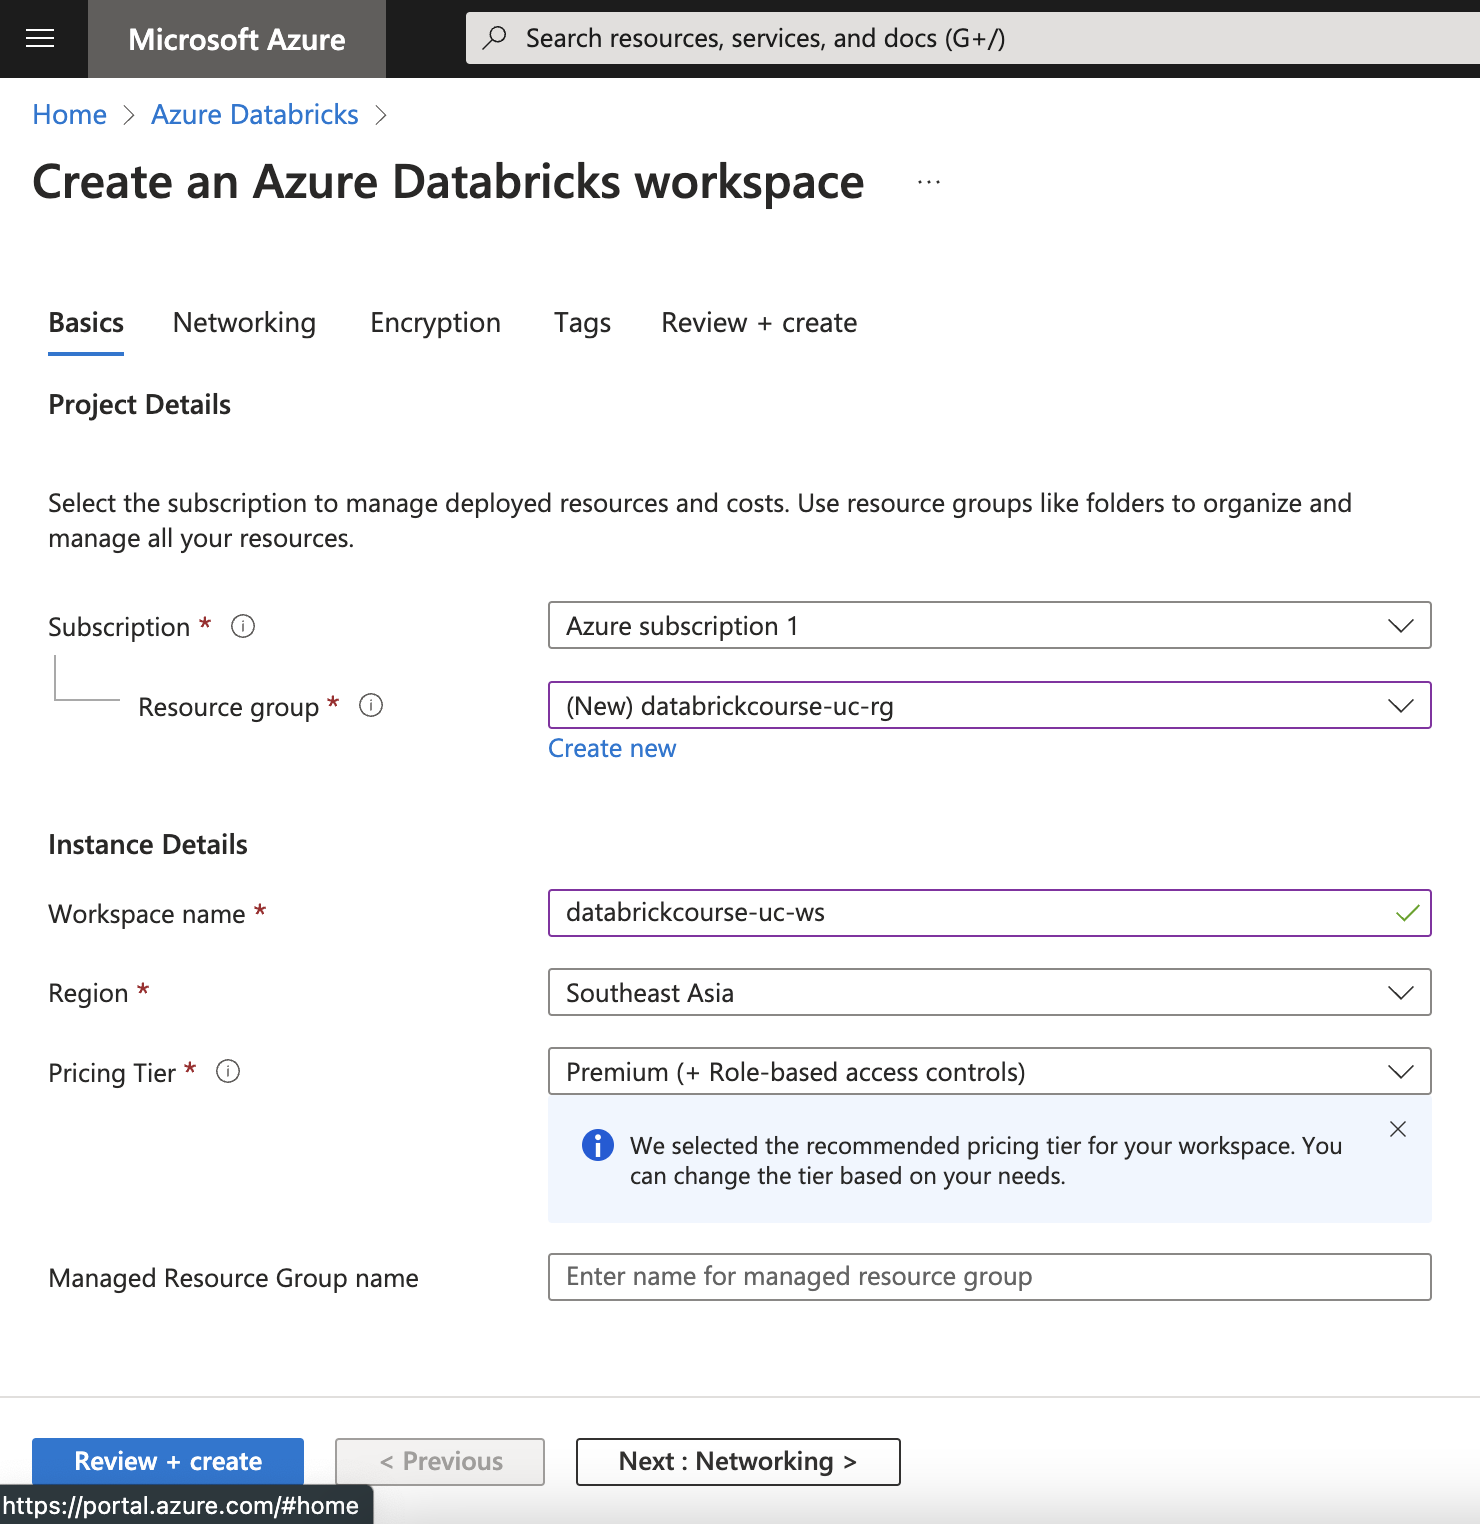 Microsoft Azure
Search resources, services, and docs (G+/)
Home > Azure Databricks >
Create an Azure Databricks workspace ...
Basics Networking Encryption Tags Review + create
Project Details
Select the subscription to manage deployed resources and costs. Use resource groups like folders to organize and
manage all your resources.
Subscription * Azure subscription 1
Resource group * (New) databrickcourse-uc-rg
Create new
Instance Details
Workspace name * databrickcourse-uc-ws
Region * Southeast Asia
Pricing Tier * Premium (+ Role-based access controls)
We selected the recommended pricing tier for your workspace. You
can change the tier based on your needs.
Managed Resource Group name Enter name for managed resource group
Review + create < Previous Next : Networking >
https://portal.azure.com/#home